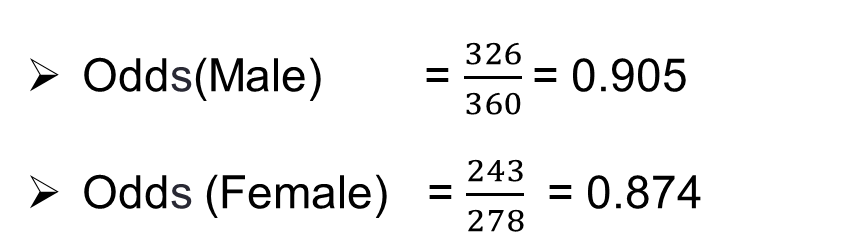 ➢ Odds(Male) = 326/360 = 0.905
➢ Odds (Female) = 243/278 = 0.874